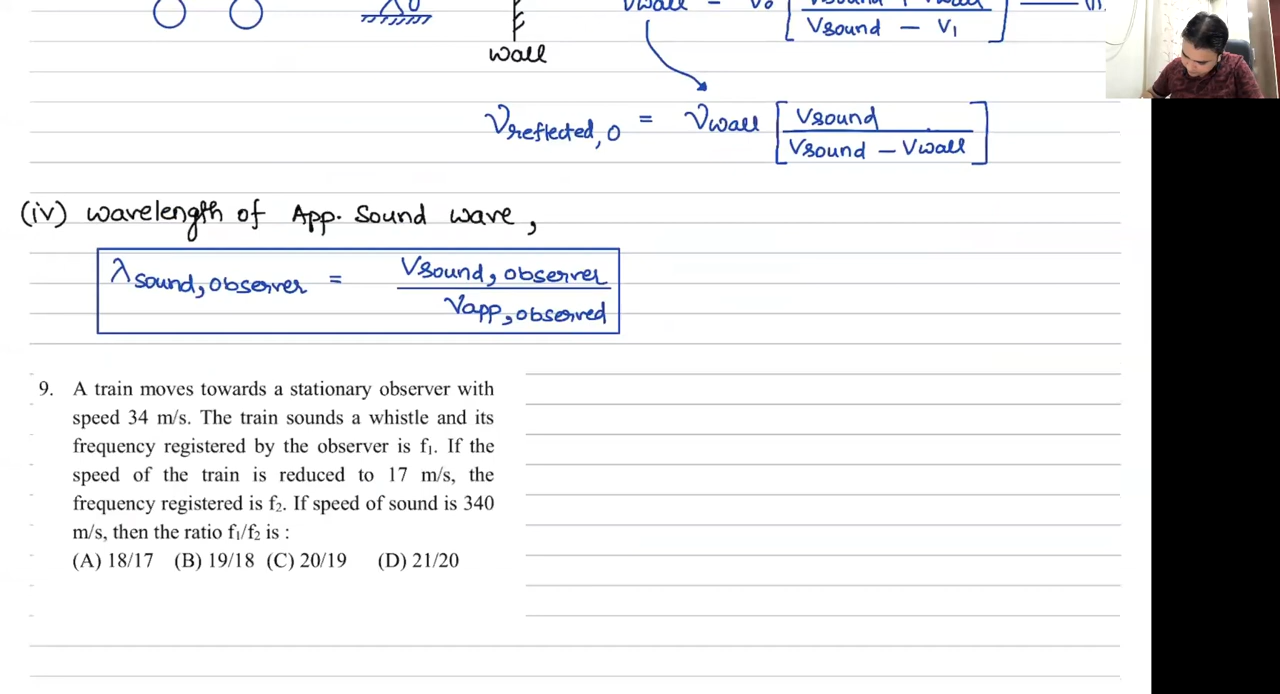 Vwall = ν₀ [ Vsound + Vwall / Vsound – V₁ ] —— (i)
wall
νreflected, O = νwall [ Vsound / Vsound – Vwall ]
(iv) wavelength of App. Sound wave,
λsound, observer = Vsound, observer / νapp, observed
9. A train moves towards a stationary observer with
speed 34 m/s. The train sounds a whistle and its
frequency registered by the observer is f₁. If the
speed of the train is reduced to 17 m/s, the
frequency registered is f₂. If speed of sound is 340
m/s, then the ratio f₁/f₂ is :
(A) 18/17 (B) 19/18 (C) 20/19 (D) 21/20